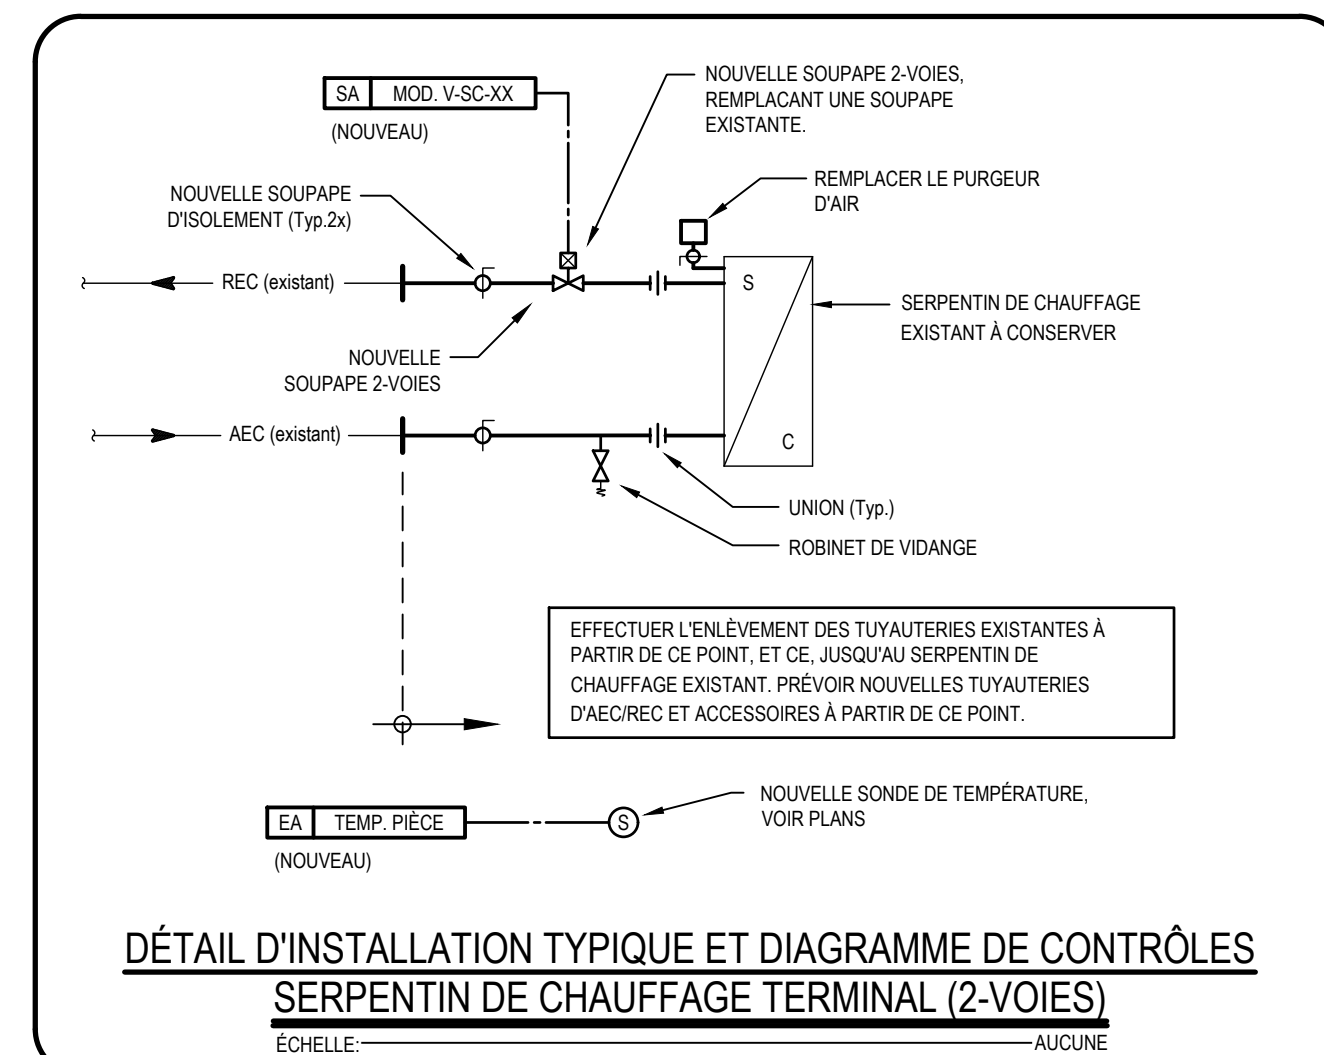 SA MOD. V-SC-XX
(NOUVEAU)
NOUVELLE SOUPAPE 2-VOIES,
REMPLACANT UNE SOUPAPE
EXISTANTE.
NOUVELLE SOUPAPE
D'ISOLEMENT (Typ.2x)
REMPLACER LE PURGEUR
D'AIR
REC (existant)
S
SERPENTIN DE CHAUFFAGE
EXISTANT À CONSERVER
NOUVELLE
SOUPAPE 2-VOIES
AEC (existant)
C
UNION (Typ.)
ROBINET DE VIDANGE
EFFECTUER L'ENLÈVEMENT DES TUYAUTERIES EXISTANTES À
PARTIR DE CE POINT, ET CE, JUSQU'AU SERPENTIN DE
CHAUFFAGE EXISTANT. PRÉVOIR NOUVELLES TUYAUTERIES
D'AEC/REC ET ACCESSOIRES À PARTIR DE CE POINT.
EA TEMP. PIÈCE
(NOUVEAU)
S
NOUVELLE SONDE DE TEMPÉRATURE,
VOIR PLANS
DÉTAIL D'INSTALLATION TYPIQUE ET DIAGRAMME DE CONTRÔLES
SERPENTIN DE CHAUFFAGE TERMINAL (2-VOIES)
ÉCHELLE: AUCUNE